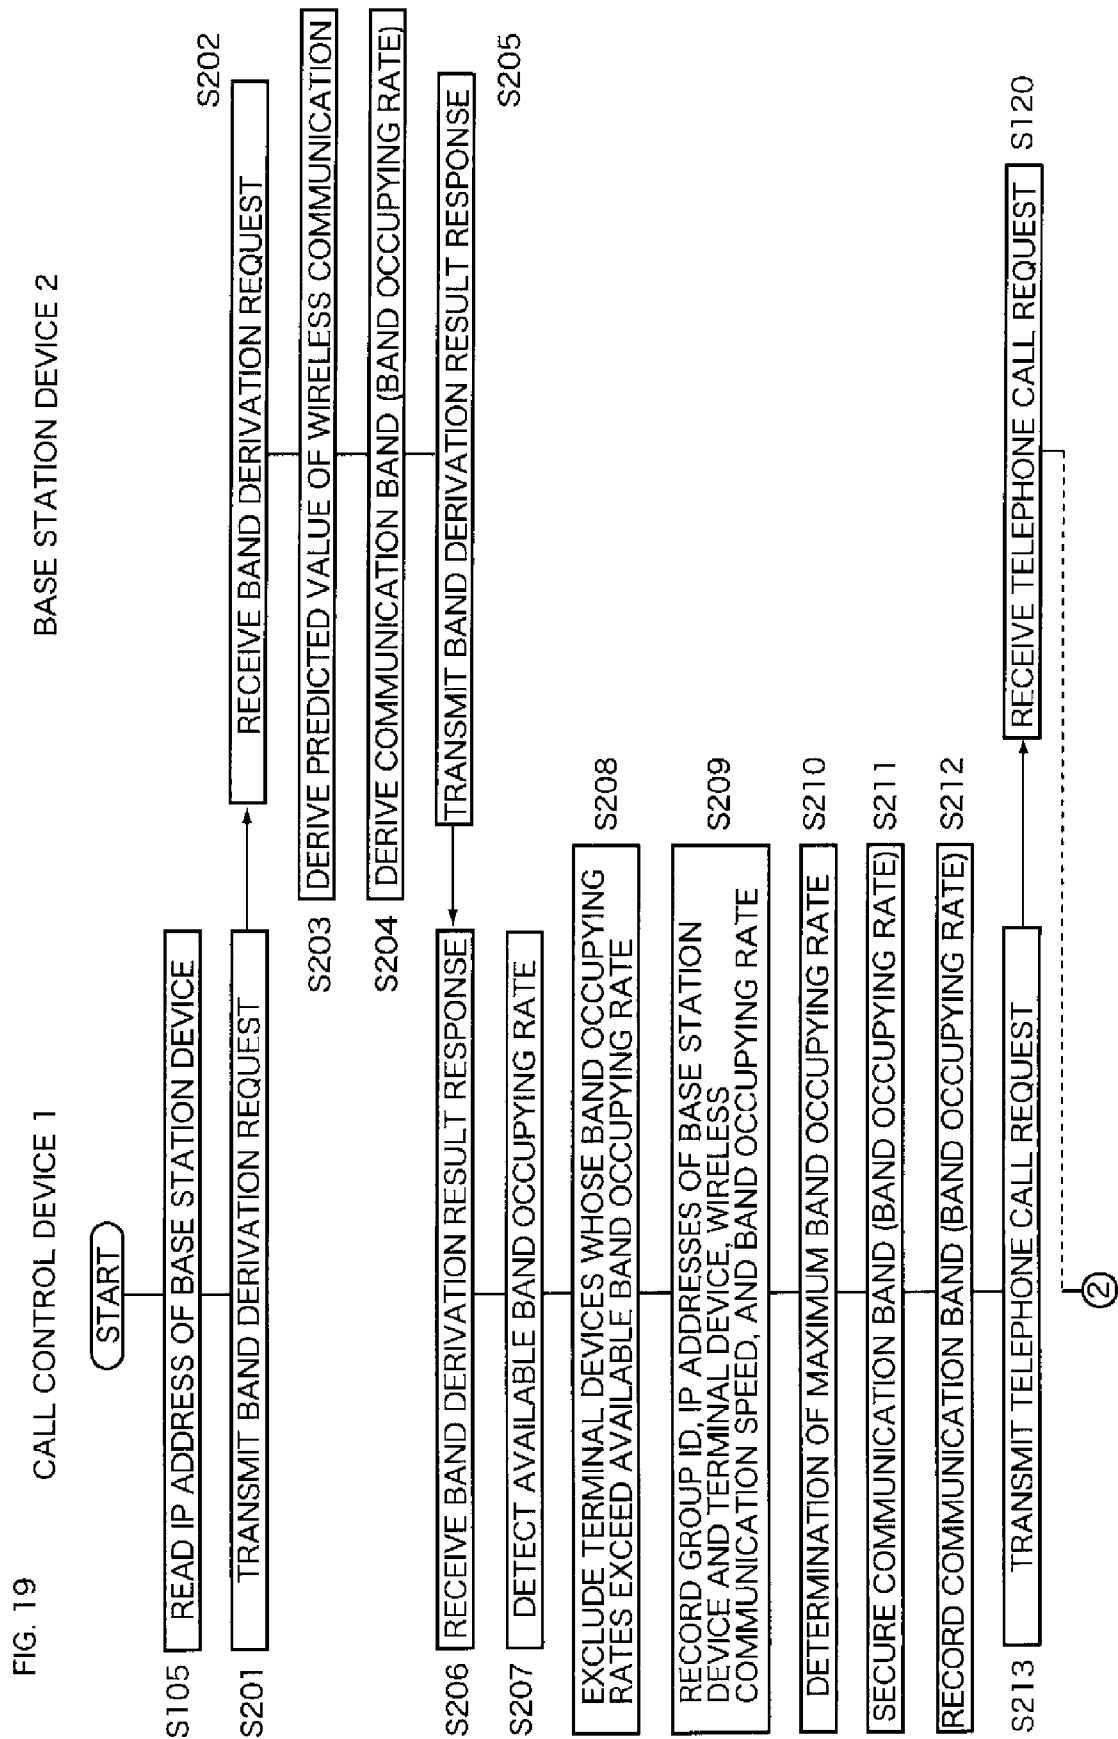 FIG. 19
CALL CONTROL DEVICE 1
BASE STATION DEVICE 2
START
S105
READ IP ADDRESS OF BASE STATION DEVICE
S201
TRANSMIT BAND DERIVATION REQUEST
RECEIVE BAND DERIVATION REQUEST
S202
S203
DERIVE PREDICTED VALUE OF WIRELESS COMMUNICATION
S204
DERIVE COMMUNICATION BAND (BAND OCCUPYING RATE)
TRANSMIT BAND DERIVATION RESULT RESPONSE
S205
S206
RECEIVE BAND DERIVATION RESULT RESPONSE
S207
DETECT AVAILABLE BAND OCCUPYING RATE
EXCLUDE TERMINAL DEVICES WHOSE BAND OCCUPYING
RATES EXCEED AVAILABLE BAND OCCUPYING RATE
S208
RECORD GROUP ID, IP ADDRESSES OF BASE STATION
DEVICE AND TERMINAL DEVICE, WIRELESS
COMMUNICATION SPEED, AND BAND OCCUPYING RATE
S209
DETERMINATION OF MAXIMUM BAND OCCUPYING RATE
S210
SECURE COMMUNICATION BAND (BAND OCCUPYING RATE)
S211
RECORD COMMUNICATION BAND (BAND OCCUPYING RATE)
S212
S213
TRANSMIT TELEPHONE CALL REQUEST
RECEIVE TELEPHONE CALL REQUEST
S120
2